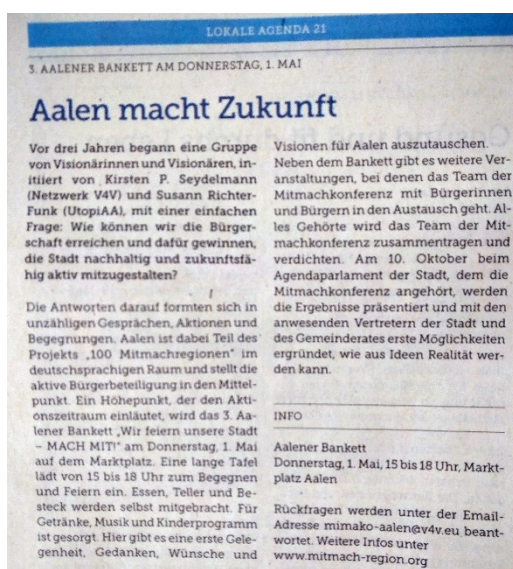 LOKALE AGENDA 21
3. AALENER BANKETT AM DONNERSTAG, 1. MAI
Aalen macht Zukunft
Vor drei Jahren begann eine Gruppe
von Visionärinnen und Visionären, in-
itiiert von Kirsten P. Seydelmann
(Netzwerk V4V) und Susann Richter-
Funk (UtopiAA), mit einer einfachen
Frage: Wie können wir die Bürger-
schaft erreichen und dafür gewinnen,
die Stadt nachhaltig und zukunftsfä-
hig aktiv mitzugestalten?
Die Antworten darauf formten sich in
unzähligen Gesprächen, Aktionen und
Begegnungen. Aalen ist dabei Teil des
Projekts „100 Mitmachregionen“ im
deutschsprachigen Raum und stellt die
aktive Bürgerbeteiligung in den Mittel-
punkt. Ein Höhepunkt, der den Akti-
onszeitraum einläutet, wird das 3. Aa-
lener Bankett „Wir feiern unsere Stadt
– MACH MIT!“ am Donnerstag, 1. Mai
auf dem Marktplatz. Eine lange Tafel
lädt von 15 bis 18 Uhr zum Begegnen
und Feiern ein. Essen, Teller und Be-
steck werden selbst mitgebracht. Für
Getränke, Musik und Kinderprogramm
ist gesorgt. Hier gibt es eine erste Gele-
genheit, Gedanken, Wünsche und
Visionen für Aalen auszutauschen.
Neben dem Bankett gibt es weitere Ver-
anstaltungen, bei denen das Team der
Mitmachkonferenz mit Bürgerinnen
und Bürgern in den Austausch geht. Al-
les Gehörte wird das Team der Mit-
machkonferenz zusammentragen und
verdichten. Am 10. Oktober beim
Agendaparlament der Stadt, dem die
Mitmachkonferenz angehört, werden
die Ergebnisse präsentiert und mit den
anwesenden Vertretern der Stadt und
des Gemeinderates erste Möglichkeiten
ergründet, wie aus Ideen Realität wer-
den kann.
INFO
Aalener Bankett
Donnerstag, 1. Mai, 15 bis 18 Uhr, Markt-
platz Aalen
Rückfragen werden unter der Email-
Adresse mimako-aalen@v4v.eu beant-
wortet. Weitere Infos unter
www.mitmach-region.org